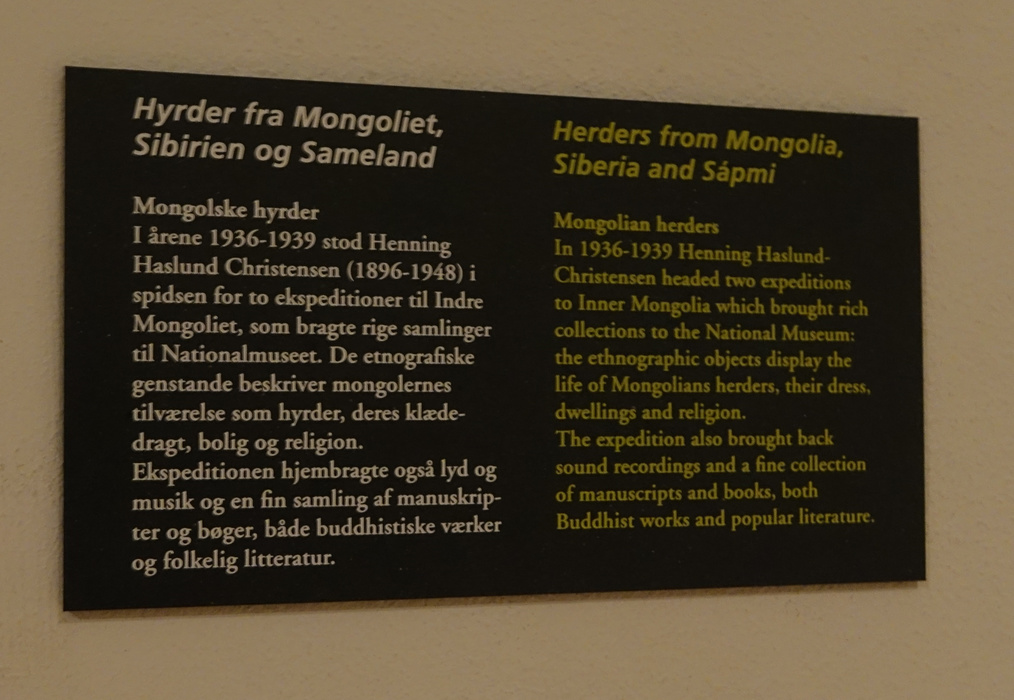 Hyrder fra Mongoliet,
Sibirien og Sameland
Mongolske hyrder
I årene 1936-1939 stod Henning
Haslund Christensen (1896-1948) i
spidsen for to ekspeditioner til Indre
Mongoliet, som bragte rige samlinger
til Nationalmuseet. De etnografiske
genstande beskriver mongolernes
tilværelse som hyrder, deres klæde-
dragt, bolig og religion.
Ekspeditionen hjembragte også lyd og
musik og en fin samling af manuskrip-
ter og bøger, både buddhistiske værker
og folkelig litteratur.
Herders from Mongolia,
Siberia and Sápmi
Mongolian herders
In 1936-1939 Henning Haslund-
Christensen headed two expeditions
to Inner Mongolia which brought rich
collections to the National Museum:
the ethnographic objects display the
life of Mongolians herders, their dress,
dwellings and religion.
The expedition also brought back
sound recordings and a fine collection
of manuscripts and books, both
Buddhist works and popular literature.